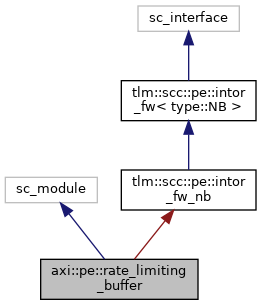 sc_interface
tlm::scc::pe::intor
_fw< type::NB >
sc_module
tlm::scc::pe::intor
_fw_nb
axi::pe::rate_limiting
_buffer